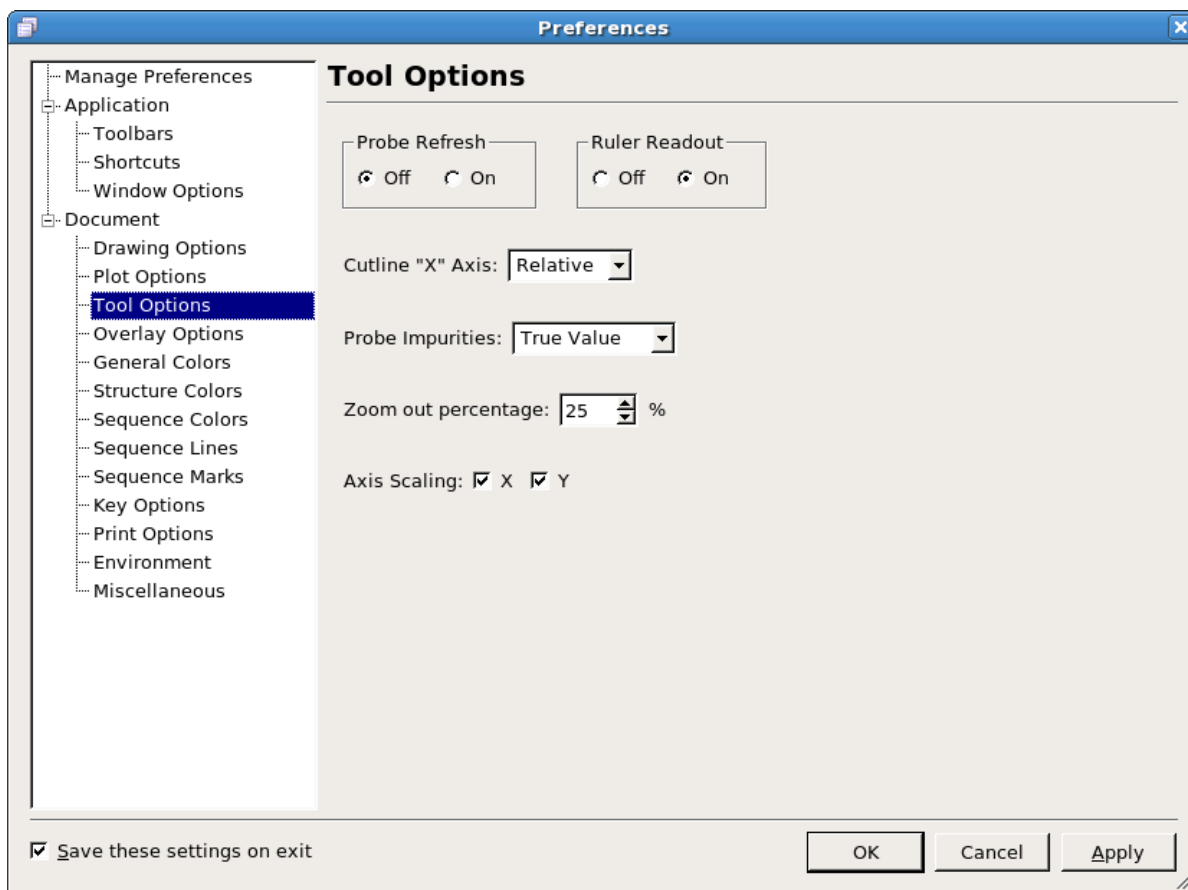 Preferences
Manage Preferences
Application
Toolbars
Shortcuts
Window Options
Document
Drawing Options
Plot Options
Tool Options
Overlay Options
General Colors
Structure Colors
Sequence Colors
Sequence Lines
Sequence Marks
Key Options
Print Options
Environment
Miscellaneous
Tool Options
Probe Refresh
Off On
Ruler Readout
Off On
Cutline "X" Axis: Relative
Probe Impurities: True Value
Zoom out percentage: 25 %
Axis Scaling: X Y
Save these settings on exit
OK Cancel Apply